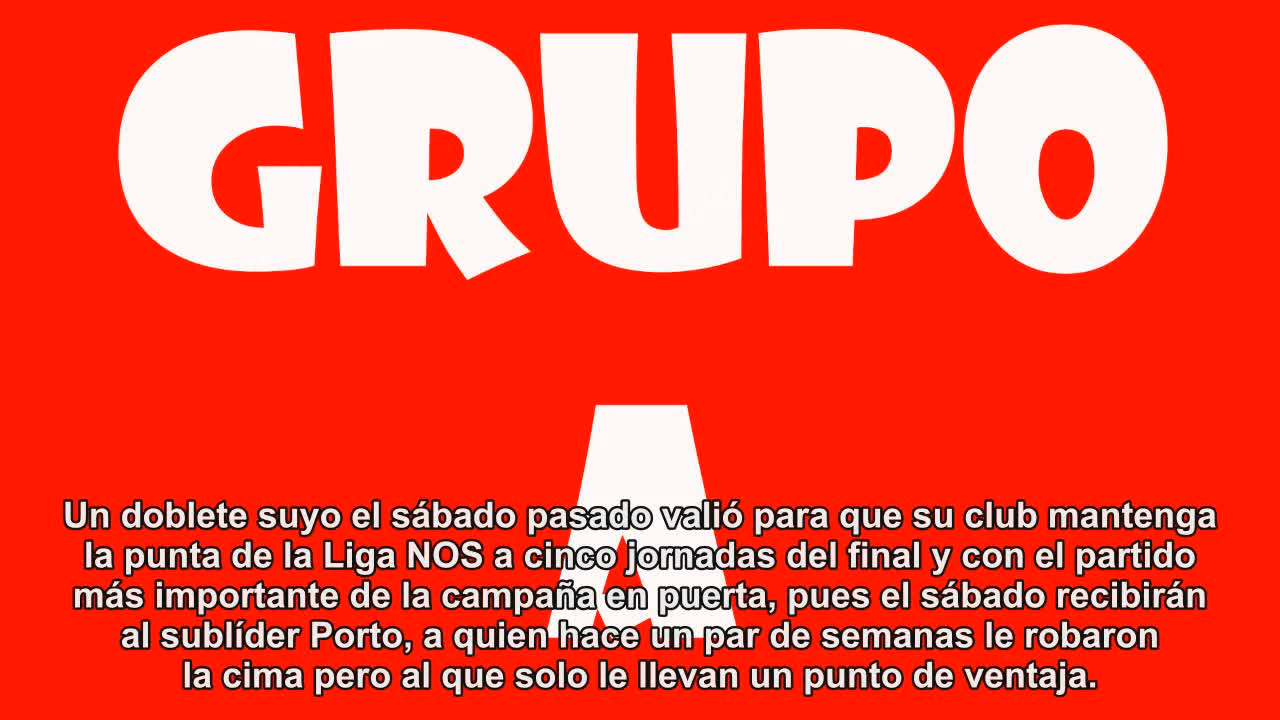 GRUPO
A
Un doblete suyo el sábado pasado valió para que su club mantenga
la punta de la Liga NOS a cinco jornadas del final y con el partido
más importante de la campaña en puerta, pues el sábado recibirán
al sublíder Porto, a quien hace un par de semanas le robaron
la cima pero al que solo le llevan un punto de ventaja.